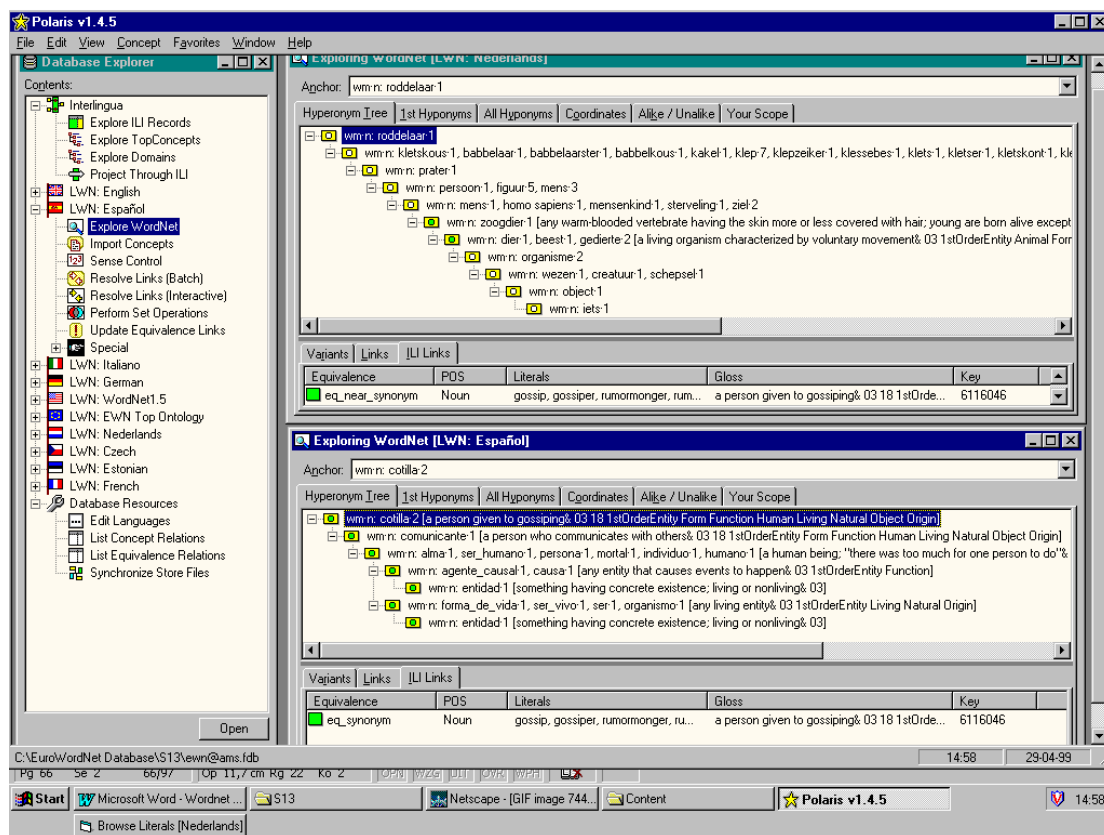 Polaris v1.4.5
File Edit View Concept Favorites Window Help
Database Explorer
Contents:
Interlingua
Explore ILI Records
Explore TopConcepts
Explore Domains
Project Through ILI
LWN: English
LWN: Español
Explore WordNet
Import Concepts
Sense Control
Resolve Links (Batch)
Resolve Links (Interactive)
Perform Set Operations
Update Equivalence Links
Special
LWN: Italiano
LWN: German
LWN: WordNet1.5
LWN: EWN Top Ontology
LWN: Nederlands
LWN: Czech
LWN: Estonian
LWN: French
Database Resources
Edit Languages
List Concept Relations
List Equivalence Relations
Synchronize Store Files
Open
Exploring WordNet [LWN: Nederlands]
Anchor: wm·n: roddelaar·1
Hyperonym Tree 1st Hyponyms All Hyponyms Coordinates Alike / Unalike Your Scope
wm·n: roddelaar·1
wm·n: kletskous·1, babbelaar·1, babbelaarster·1, babbelkous·1, kakel·1, klep·7, klepzeiker·1, klessebes·1, klets·1, kletser·1, kletskont·1, kle
wm·n: prater·1
wm·n: persoon·1, figuur·5, mens·3
wm·n: mens·1, homo sapiens·1, mensenkind·1, sterveling·1, ziel·2
wm·n: zoogdier·1 [any warm-blooded vertebrate having the skin more or less covered with hair; young are born alive except
wm·n: dier·1, beest·1, gedierte·2 [a living organism characterized by voluntary movement& 03 1stOrderEntity Animal Form
wm·n: organisme·2
wm·n: wezen·1, creatuur·1, schepsel·1
wm·n: object·1
wm·n: iets·1
Variants Links ILI Links
Equivalence POS Literals Gloss Key
eq_near_synonym Noun gossip, gossiper, rumormonger, rum... a person given to gossiping& 03 18 1stOrde... 6116046
Exploring WordNet [LWN: Español]
Anchor: wm·n: cotilla·2
Hyperonym Tree 1st Hyponyms All Hyponyms Coordinates Alike / Unalike Your Scope
wm·n: cotilla·2 [a person given to gossiping& 03 18 1stOrderEntity Form Function Human Living Natural Object Origin]
wm·n: comunicante·1 [a person who communicates with others& 03 18 1stOrderEntity Form Function Human Living Natural Object Origin]
wm·n: alma·1, ser_humano·1, persona·1, mortal·1, individuo·1, humano·1 [a human being; "there was too much for one person to do"&
wm·n: agente_causal·1, causa·1 [any entity that causes events to happen& 03 1stOrderEntity Function]
wm·n: entidad·1 [something having concrete existence; living or nonliving& 03]
wm·n: forma_de_vida·1, ser_vivo·1, ser·1, organismo·1 [any living entity& 03 1stOrderEntity Living Natural Origin]
wm·n: entidad·1 [something having concrete existence; living or nonliving& 03]
Variants Links ILI Links
Equivalence POS Literals Gloss Key
eq_synonym Noun gossip, gossiper, rumormonger, ru... a person given to gossiping& 03 18 1stOrde... 6116046
C:\EuroWordNet Database\S13\ewn@ams.fdb 14:58 29-04-99
Pg 66 Se 2 66/97 Op 11,7 cm Rg 22 Ko 2 OPN WZG UIT OVR WPH
Start Microsoft Word - Wordnet ... S13 Netscape - [GIF image 744... Content Polaris v1.4.5 14:58
Browse Literals [Nederlands]